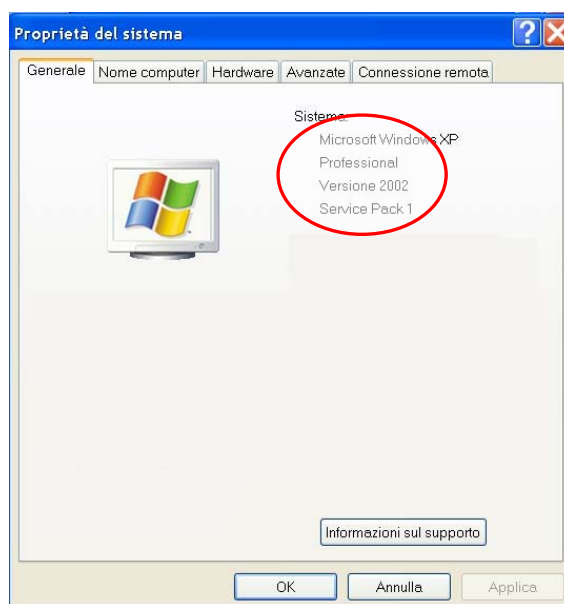 Proprietà del sistema
Generale Nome computer Hardware Avanzate Connessione remota
Sistema:
Microsoft Windows XP
Professional
Versione 2002
Service Pack 1
Informazioni sul supporto
OK Annulla Applica